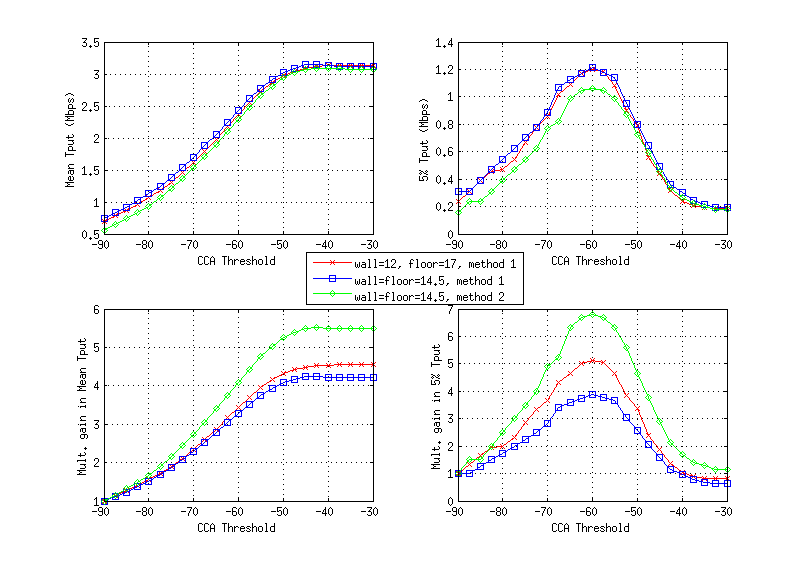 3.5
3
2.5
2
1.5
1
0.5
−90 −80 −70 −60 −50 −40 −30
CCA Threshold
Mean Tput (Mbps)
1.4
1.2
1
0.8
0.6
0.4
0.2
0
−90 −80 −70 −60 −50 −40 −30
CCA Threshold
5% Tput (Mbps)
wall=12, floor=17, method 1
wall=floor=14.5, method 1
wall=floor=14.5, method 2
6
5
4
3
2
1
−90 −80 −70 −60 −50 −40 −30
CCA Threshold
Mult. gain in Mean Tput
7
6
5
4
3
2
1
0
−90 −80 −70 −60 −50 −40 −30
CCA Threshold
Mult. gain in 5% Tput